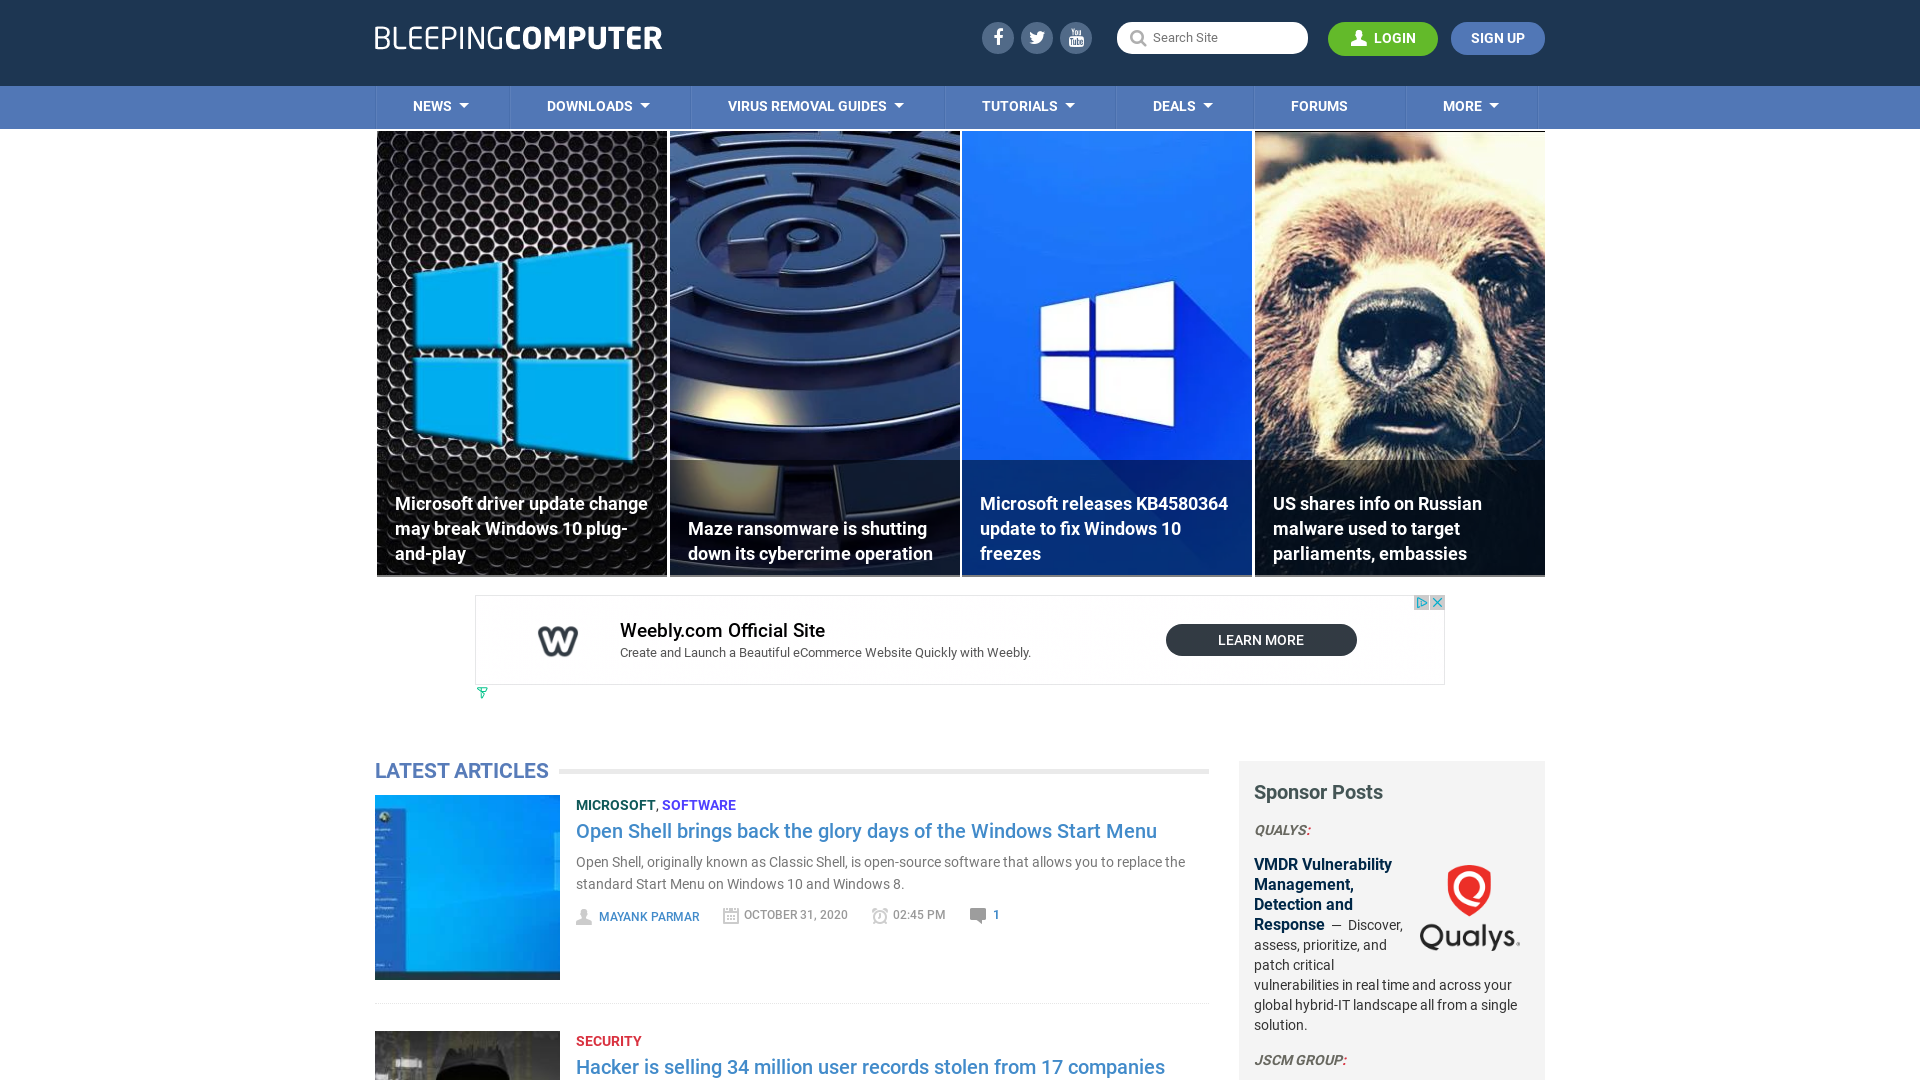 BLEEPINGCOMPUTER
f
You
Tube
Search Site
LOGIN
SIGN UP
NEWS
DOWNLOADS
VIRUS REMOVAL GUIDES
TUTORIALS
DEALS
FORUMS
MORE
Microsoft driver update change
may break Windows 10 plug-
and-play
Maze ransomware is shutting
down its cybercrime operation
Microsoft releases KB4580364
update to fix Windows 10
freezes
US shares info on Russian
malware used to target
parliaments, embassies
W
Weebly.com Official Site
Create and Launch a Beautiful eCommerce Website Quickly with Weebly.
LEARN MORE
LATEST ARTICLES
MICROSOFT, SOFTWARE
Open Shell brings back the glory days of the Windows Start Menu
Open Shell, originally known as Classic Shell, is open-source software that allows you to replace the
standard Start Menu on Windows 10 and Windows 8.
MAYANK PARMAR OCTOBER 31, 2020 02:45 PM 1
SECURITY
Hacker is selling 34 million user records stolen from 17 companies
Sponsor Posts
QUALYS:
VMDR Vulnerability
Management,
Detection and
Response — Discover,
assess, prioritize, and
patch critical
vulnerabilities in real time and across your
global hybrid-IT landscape all from a single
solution.
Qualys.
JSCM GROUP: